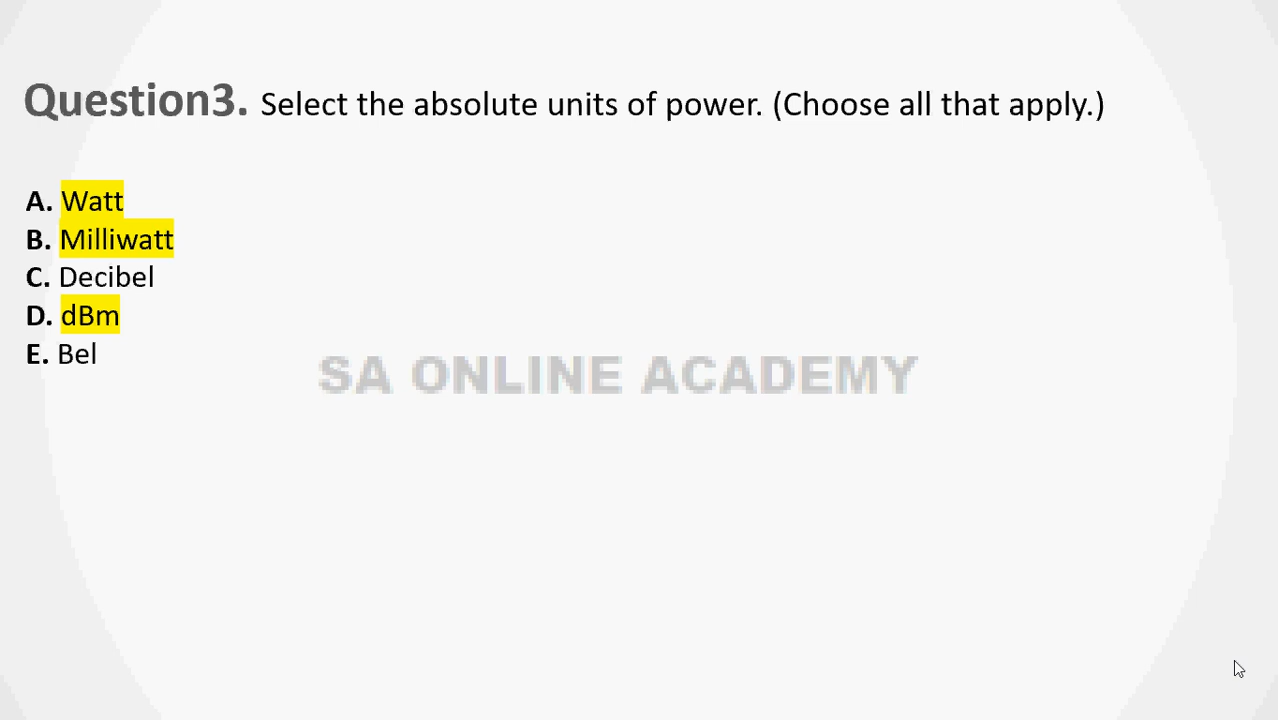 Question3. Select the absolute units of power. (Choose all that apply.)
A. Watt
B. Milliwatt
C. Decibel
D. dBm
E. Bel
SA ONLINE ACADEMY